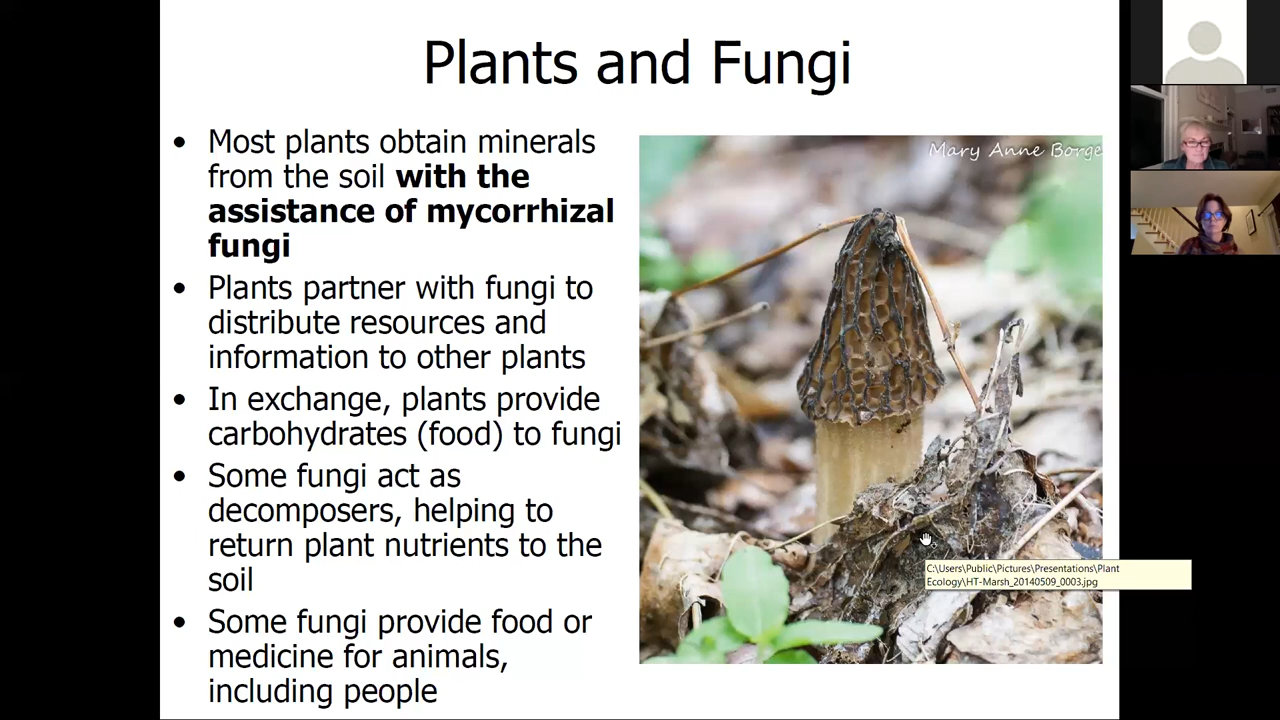 Plants and Fungi
• Most plants obtain minerals
from the soil with the
assistance of mycorrhizal
fungi
• Plants partner with fungi to
distribute resources and
information to other plants
• In exchange, plants provide
carbohydrates (food) to fungi
• Some fungi act as
decomposers, helping to
return plant nutrients to the
soil
• Some fungi provide food or
medicine for animals,
including people
Mary Anne Borge
C:\Users\Public\Pictures\Presentations\Plant
Ecology\HT-Marsh_20140509_0003.jpg